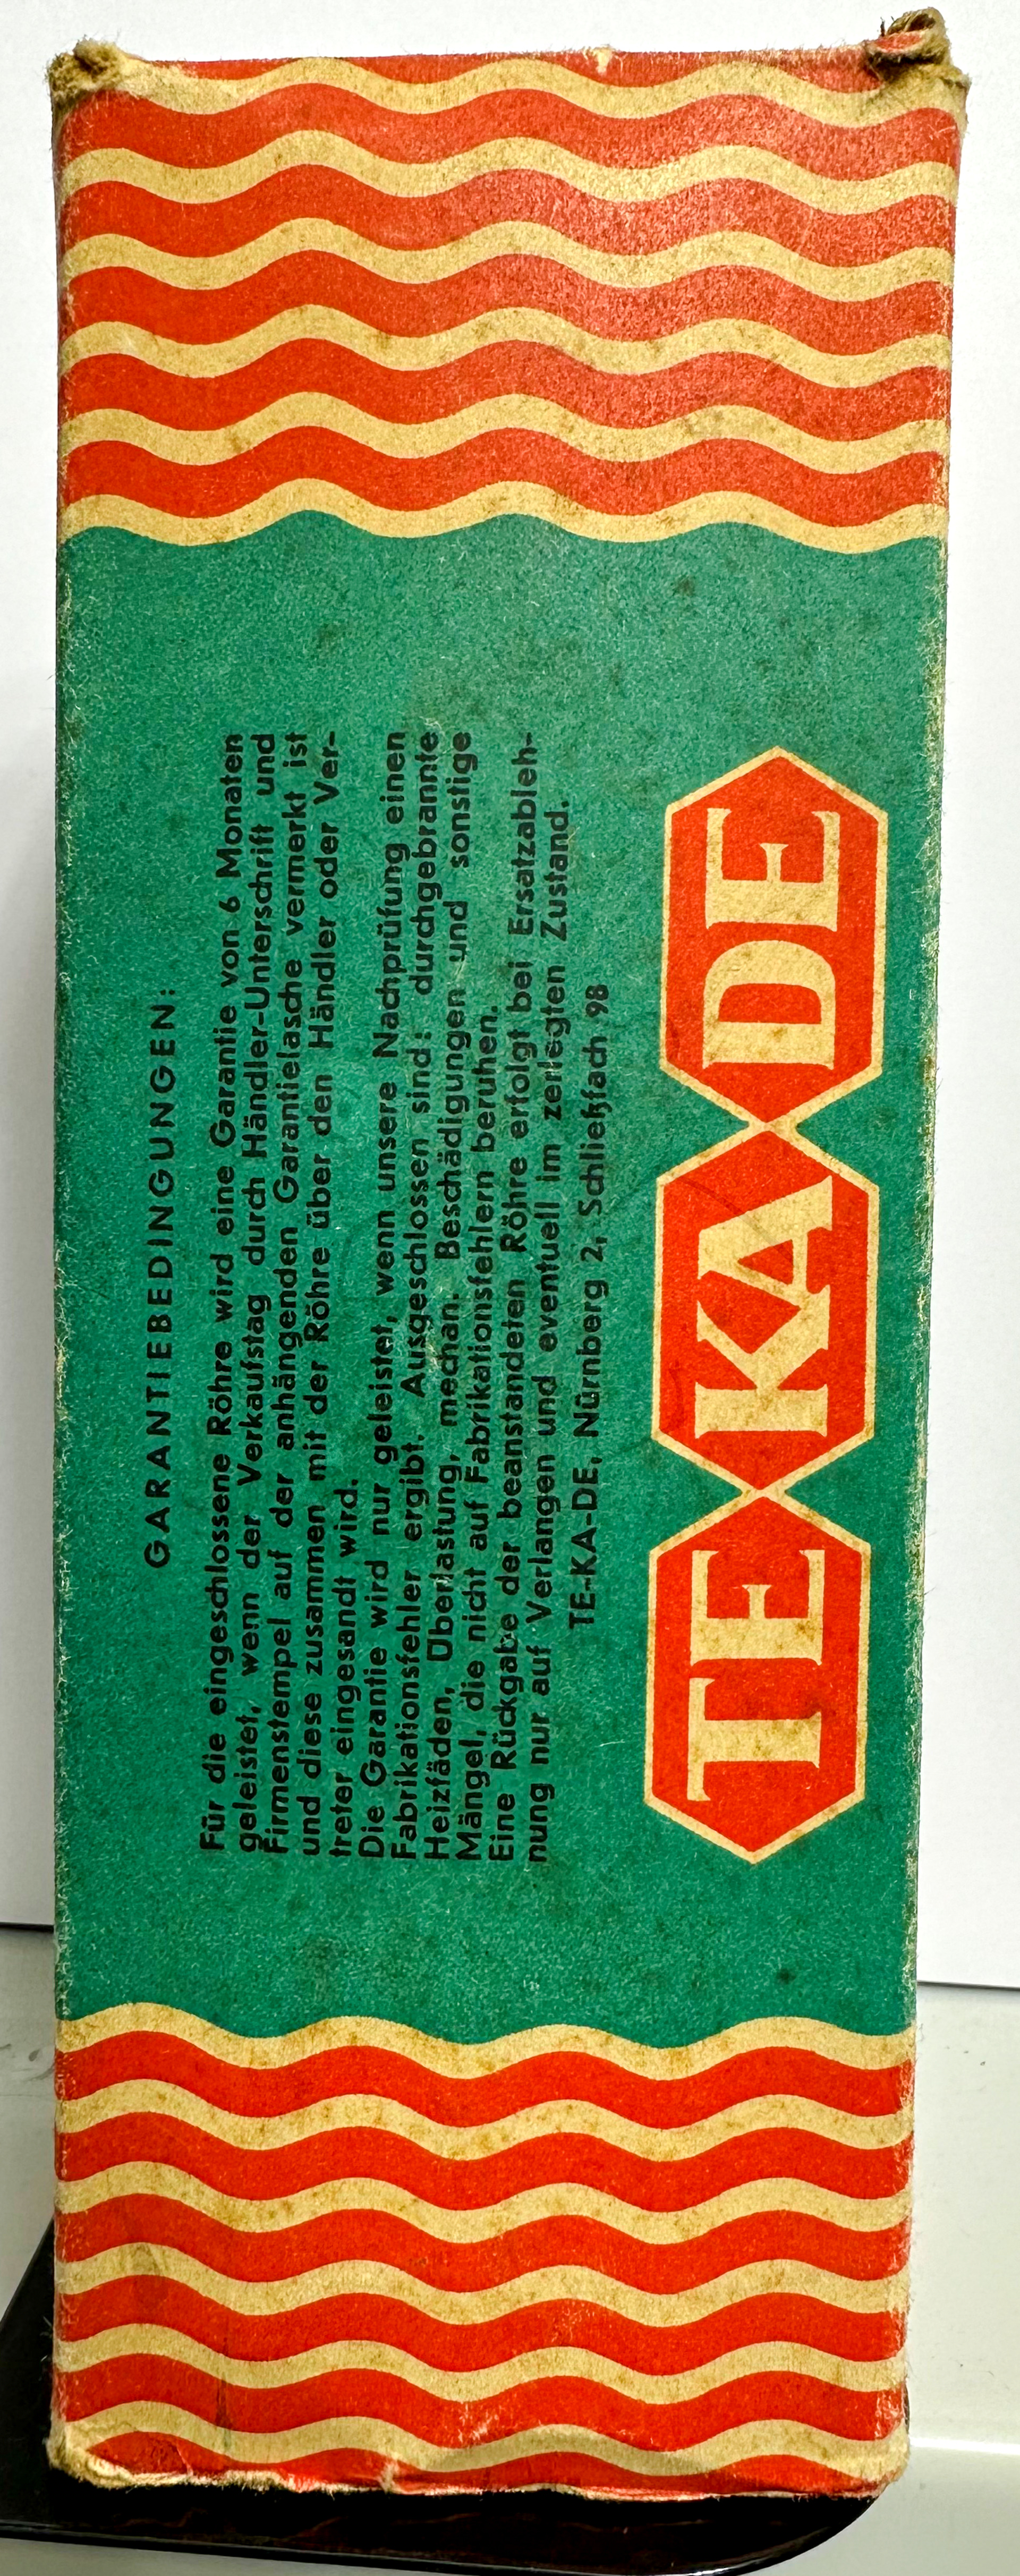 GARANTIEBEDINGUNGEN:
Für die eingeschlossene Röhre wird eine Garantie von 6 Monaten
geleistet, wenn der Verkaufstag durch Händler-Unterschrift und
Firmenstempel auf der anhängenden Garantielasche vermerkt ist
und diese zusammen mit der Röhre über den Händler oder Ver-
treter eingesandt wird.
Die Garantie wird nur geleistet, wenn unsere Nachprüfung einen
Fabrikationsfehler ergibt. Ausgeschlossen sind: durchgebrannte
Heizfäden, Überlastung, mechan. Beschädigungen und sonstige
Mängel, die nicht auf Fabrikationsfehlern beruhen.
Eine Rückgabe der beanstandeten Röhre erfolgt bei Ersatzableh-
nung nur auf Verlangen und eventuell im zerlegten Zustand.
TE-KA-DE, Nürnberg 2, Schließfach 98
TE KA DE